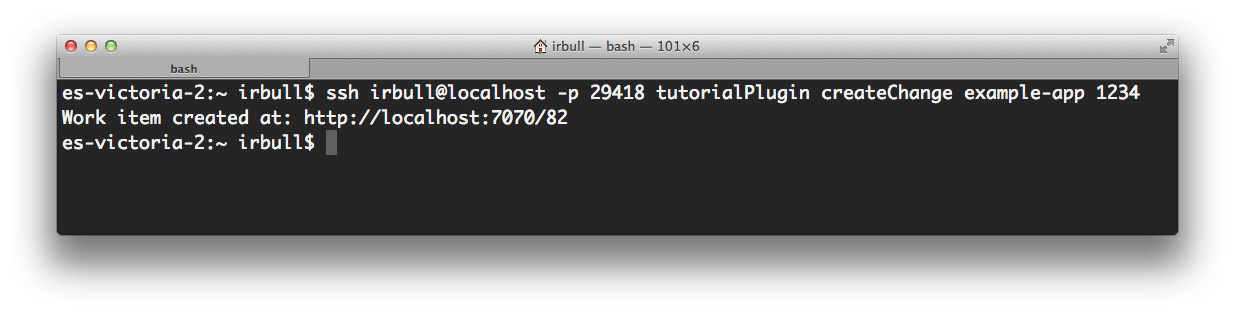 irbull — bash — 101×6
bash
es-victoria-2:~ irbull$ ssh irbull@localhost -p 29418 tutorialPlugin createChange example-app 1234
Work item created at: http://localhost:7070/82
es-victoria-2:~ irbull$